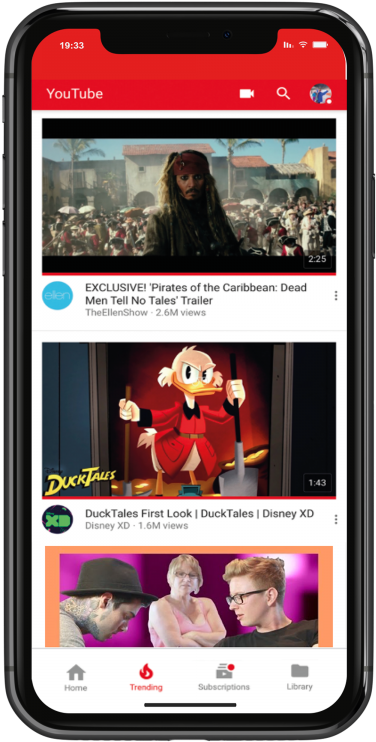 19:33
YouTube
2:25
ellen
EXCLUSIVE! 'Pirates of the Caribbean: Dead
Men Tell No Tales' Trailer
TheEllenShow · 2.6M views
DUCKTALES
1:43
XD
DuckTales First Look | DuckTales | Disney XD
Disney XD · 1.6M views
Home
Trending
Subscriptions
Library